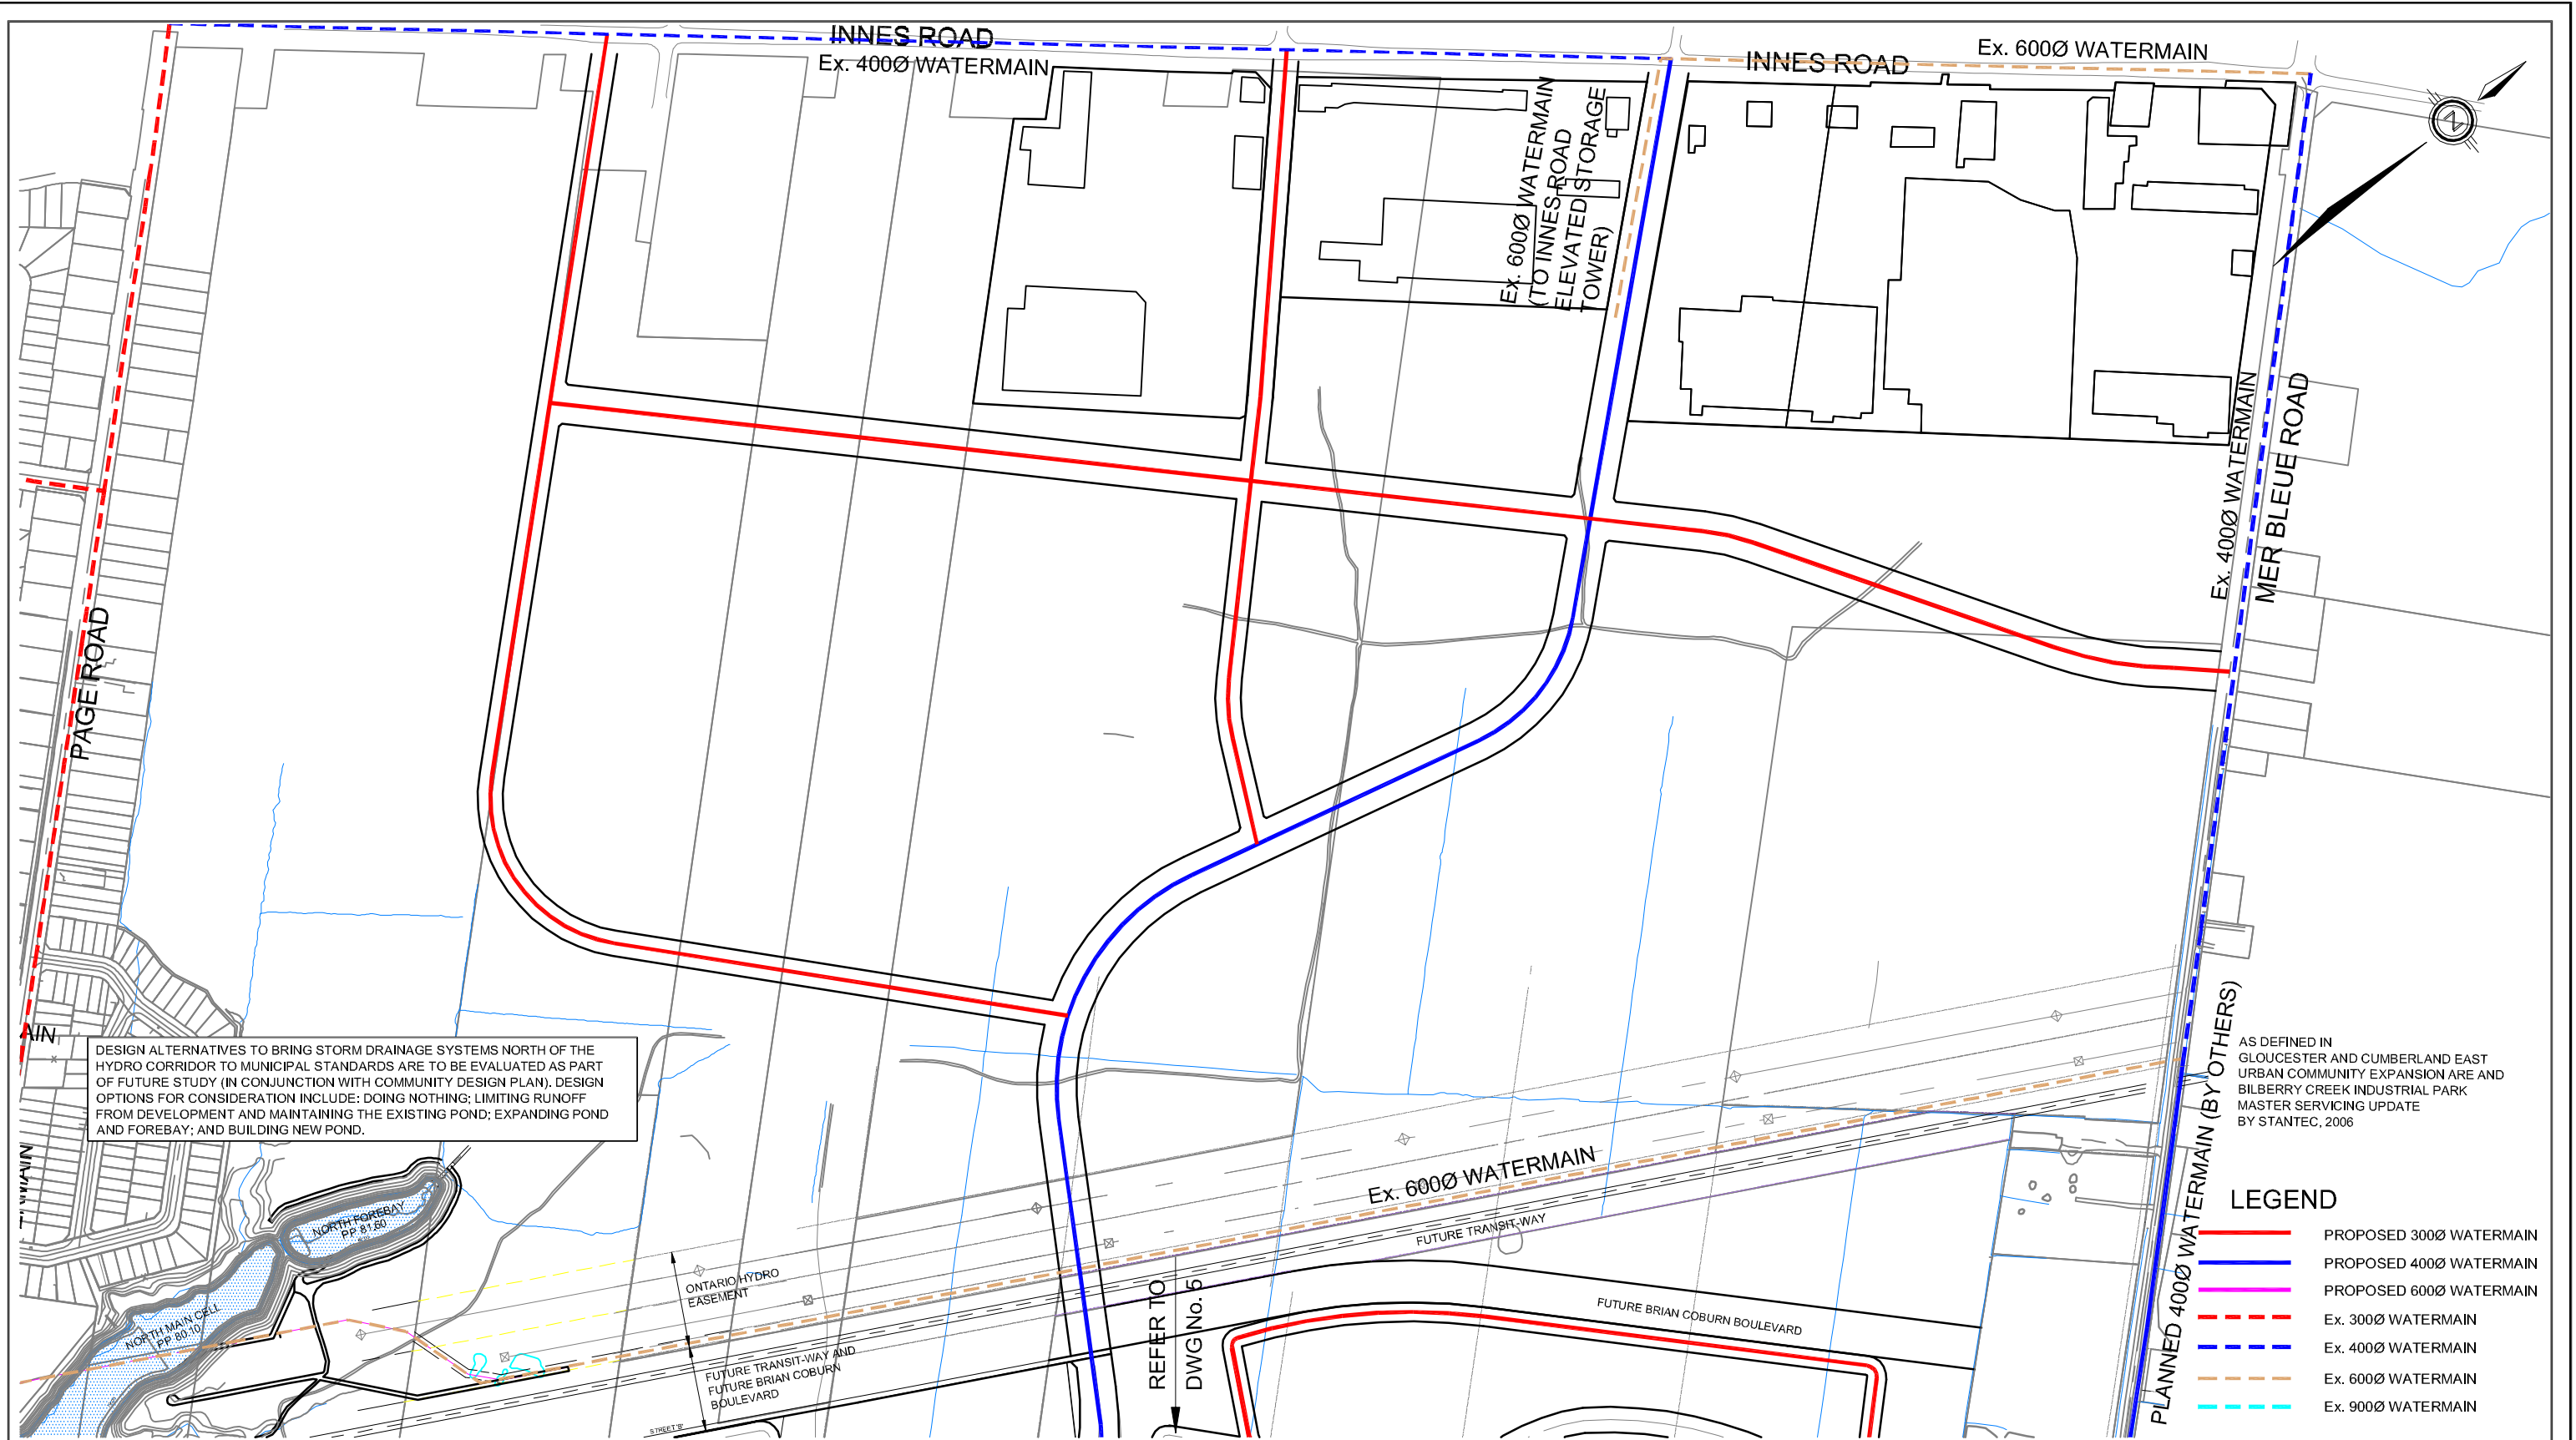 INNES ROAD
Ex. 400Ø WATERMAIN
INNES ROAD
Ex. 600Ø WATERMAIN
Ex. 600Ø WATERMAIN
(TO INNES ROAD
ELEVATED STORAGE
TOWER)
Z
Ex. 400Ø WATERMAIN
MER BLEUE ROAD
PAGE ROAD
AIN
DESIGN ALTERNATIVES TO BRING STORM DRAINAGE SYSTEMS NORTH OF THE
HYDRO CORRIDOR TO MUNICIPAL STANDARDS ARE TO BE EVALUATED AS PART
OF FUTURE STUDY (IN CONJUNCTION WITH COMMUNITY DESIGN PLAN). DESIGN
OPTIONS FOR CONSIDERATION INCLUDE: DOING NOTHING; LIMITING RUNOFF
FROM DEVELOPMENT AND MAINTAINING THE EXISTING POND; EXPANDING POND
AND FOREBAY; AND BUILDING NEW POND.
NORTH FOREBAY
PP 81.60
NORTH MAIN CELL
PP 80.10
ONTARIO HYDRO
EASEMENT
FUTURE TRANSIT-WAY AND
FUTURE BRIAN COBURN
BOULEVARD
STREET 'B'
Ex. 600Ø WATERMAIN
FUTURE TRANSIT-WAY
REFER TO
DWG No. 5
FUTURE BRIAN COBURN BOULEVARD
PLANNED 400Ø WATERMAIN (BY OTHERS)
AS DEFINED IN
GLOUCESTER AND CUMBERLAND EAST
URBAN COMMUNITY EXPANSION ARE AND
BILBERRY CREEK INDUSTRIAL PARK
MASTER SERVICING UPDATE
BY STANTEC, 2006
LEGEND
PROPOSED 300Ø WATERMAIN
PROPOSED 400Ø WATERMAIN
PROPOSED 600Ø WATERMAIN
Ex. 300Ø WATERMAIN
Ex. 400Ø WATERMAIN
Ex. 600Ø WATERMAIN
Ex. 900Ø WATERMAIN